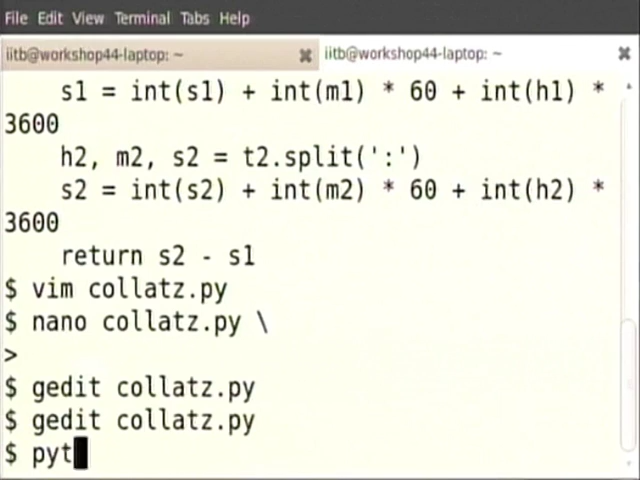 File Edit View Terminal Tabs Help
iitb@workshop44-laptop: ~ iitb@workshop44-laptop: ~
s1 = int(s1) + int(m1) * 60 + int(h1) *
3600
h2, m2, s2 = t2.split(':')
s2 = int(s2) + int(m2) * 60 + int(h2) *
3600
return s2 - s1
$ vim collatz.py
$ nano collatz.py \
>
$ gedit collatz.py
$ gedit collatz.py
$ pyt